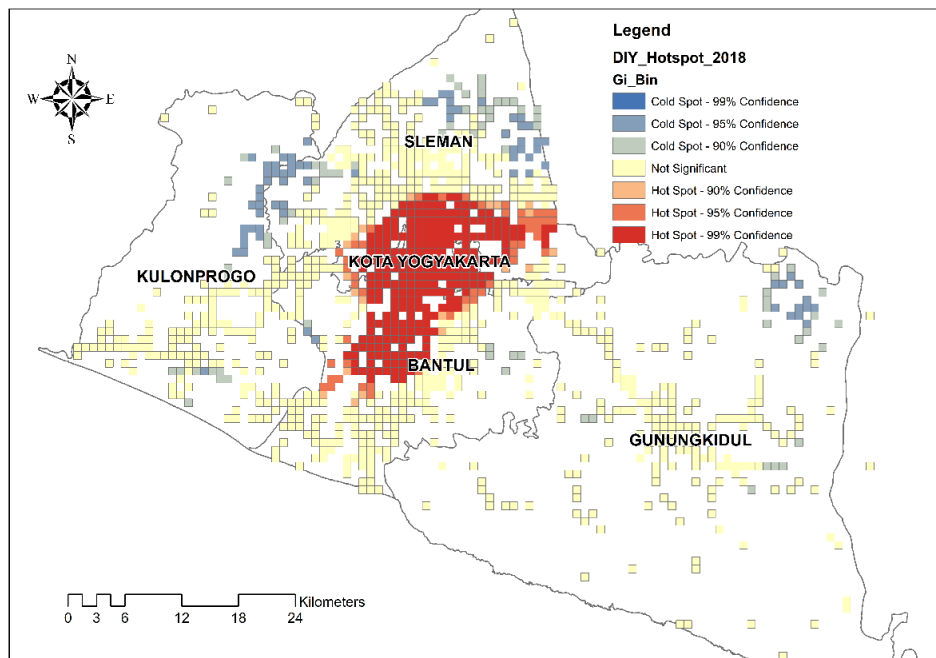 Legend
DIY_Hotspot_2018
Gi_Bin
Cold Spot - 99% Confidence
Cold Spot - 95% Confidence
Cold Spot - 90% Confidence
Not Significant
Hot Spot - 90% Confidence
Hot Spot - 95% Confidence
Hot Spot - 99% Confidence
N
W E
S
SLEMAN
3
KOTA YOGYAKARTA
KULONPROGO
BANTUL
GUNUNGKIDUL
Kilometers
0 3 6 12 18 24